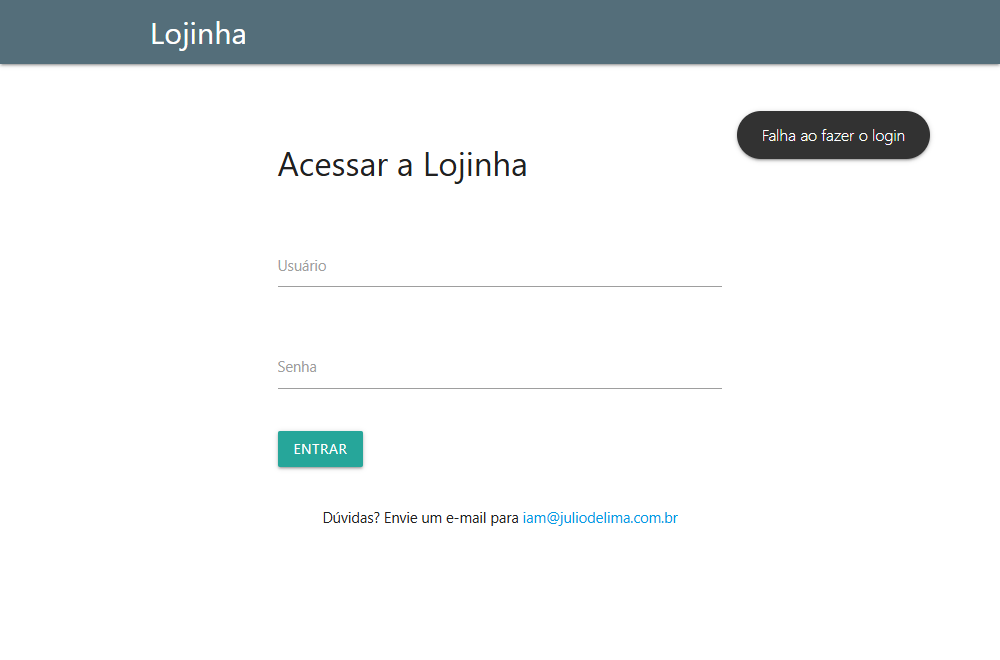 Lojinha
Falha ao fazer o login
Acessar a Lojinha
Usuário
Senha
ENTRAR
Dúvidas? Envie um e-mail para iam@juliodelima.com.br